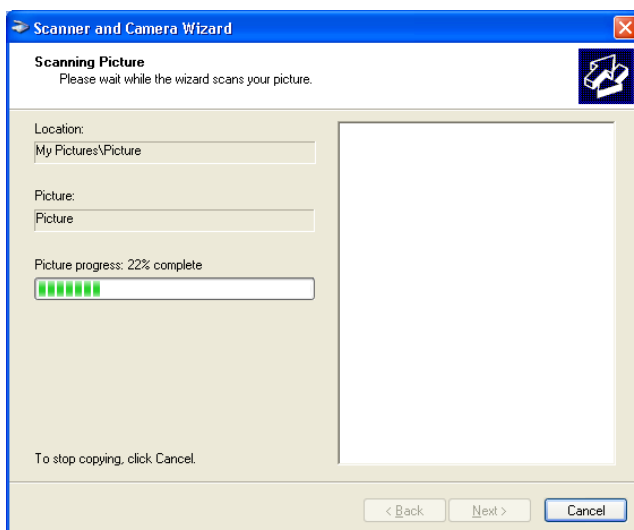 Scanner and Camera Wizard
Scanning Picture
Please wait while the wizard scans your picture.
Location:
My Pictures\Picture
Picture:
Picture
Picture progress: 22% complete
To stop copying, click Cancel.
< Back
Next >
Cancel